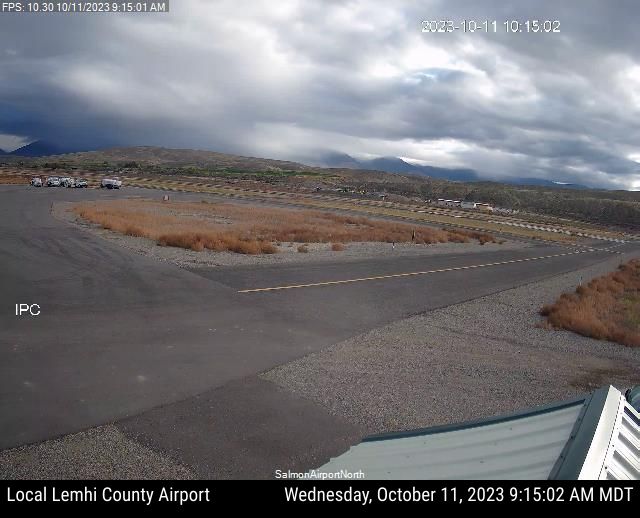 FPS: 10.30 10/11/2023 9:15:01 AM
2023-10-11 10:15:02
IPC
SalmonAirportNorth
Local Lemhi County Airport
Wednesday, October 11, 2023 9:15:02 AM MDT